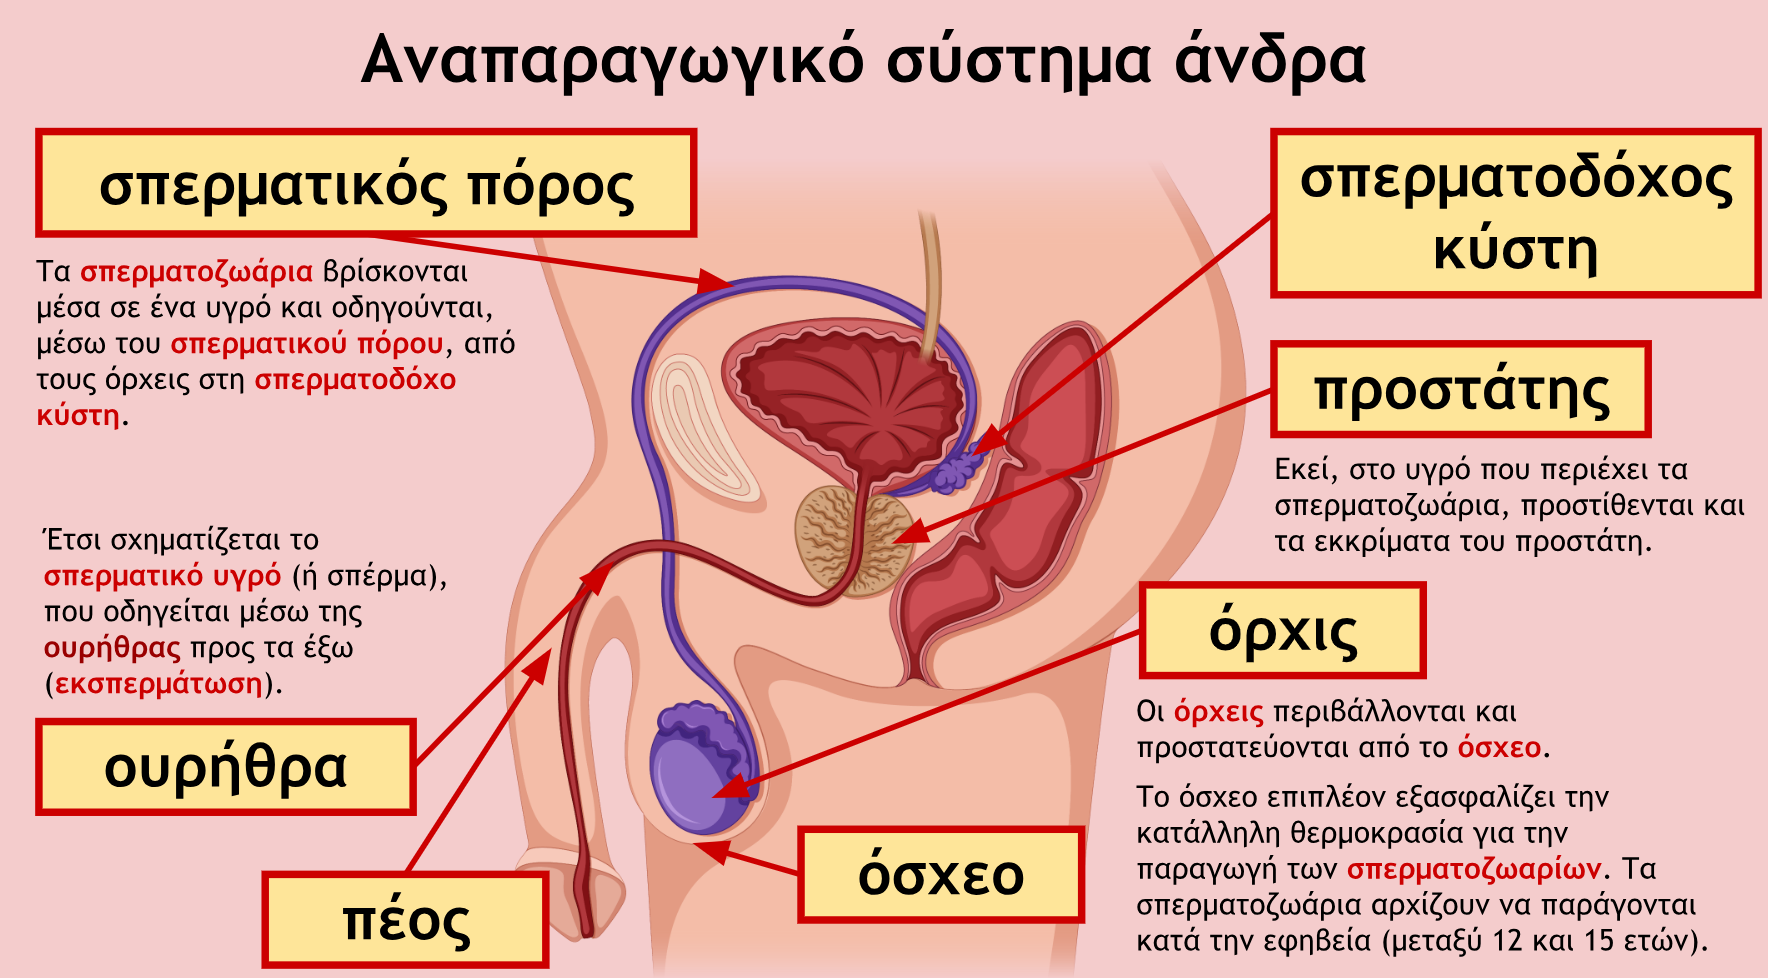 Αναπαραγωγικό σύστημα άνδρα
σπερματικός πόρος
Τα σπερματοζωάρια βρίσκονται
μέσα σε ένα υγρό και οδηγούνται,
μέσω του σπερματικού πόρου, από
τους όρχεις στη σπερματοδόχο
κύστη.
σπερματοδόχος
κύστη
προστάτης
Εκεί, στο υγρό που περιέχει τα
σπερματοζωάρια, προστίθενται και
τα εκκρίματα του προστάτη.
Έτσι σχηματίζεται το
σπερματικό υγρό (ή σπέρμα),
που οδηγείται μέσω της
ουρήθρας προς τα έξω
(εκσπερμάτωση).
ουρήθρα
πέος
όσχεο
όρχις
Οι όρχεις περιβάλλονται και
προστατεύονται από το όσχεο.
Το όσχεο επιπλέον εξασφαλίζει την
κατάλληλη θερμοκρασία για την
παραγωγή των σπερματοζωαρίων. Τα
σπερματοζωάρια αρχίζουν να παράγονται
κατά την εφηβεία (μεταξύ 12 και 15 ετών).